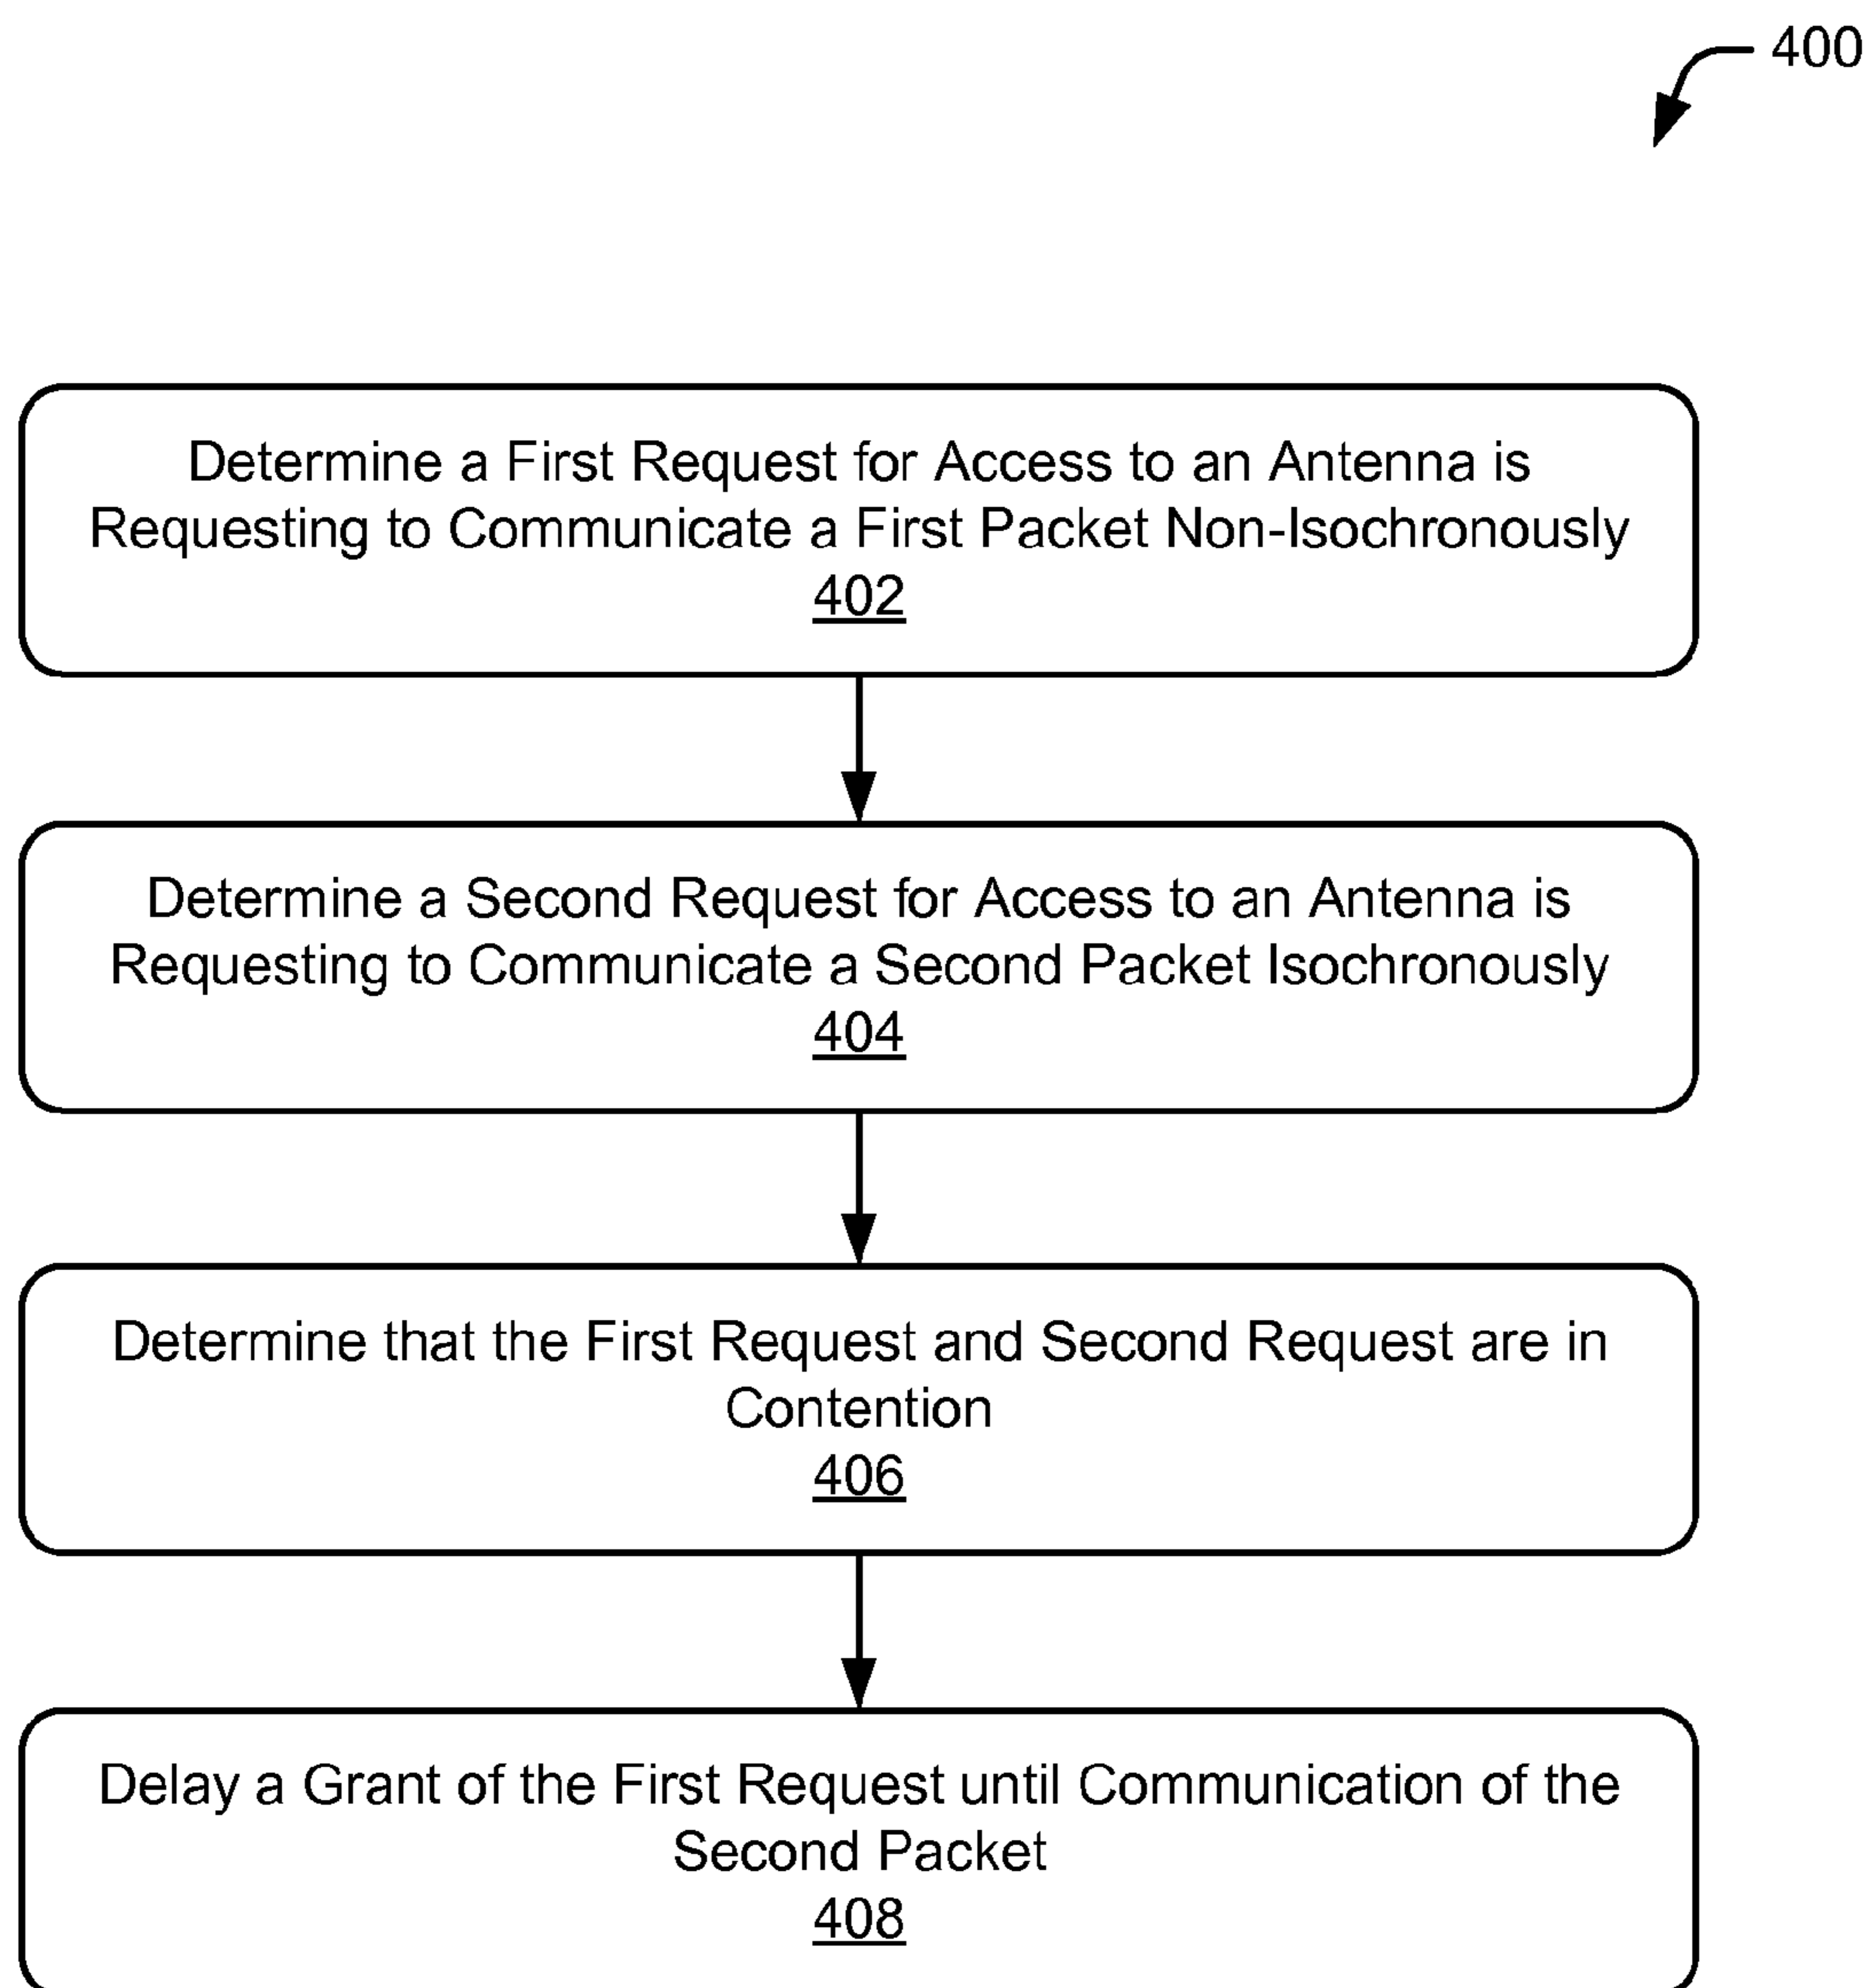 400
Determine a First Request for Access to an Antenna is
Requesting to Communicate a First Packet Non-Isochronously
402
Determine a Second Request for Access to an Antenna is
Requesting to Communicate a Second Packet Isochronously
404
Determine that the First Request and Second Request are in
Contention
406
Delay a Grant of the First Request until Communication of the
Second Packet
408